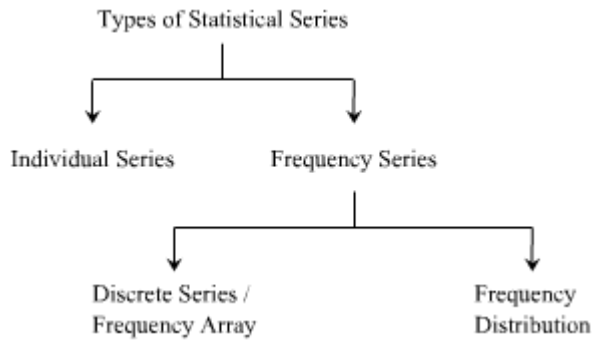 Types of Statistical Series
Individual Series
Frequency Series
Discrete Series /
Frequency Array
Frequency
Distribution